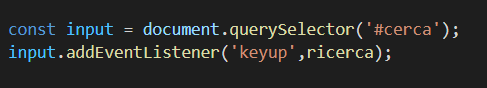 const input = document.querySelector('#cerca');
input.addEventListener('keyup',ricerca);